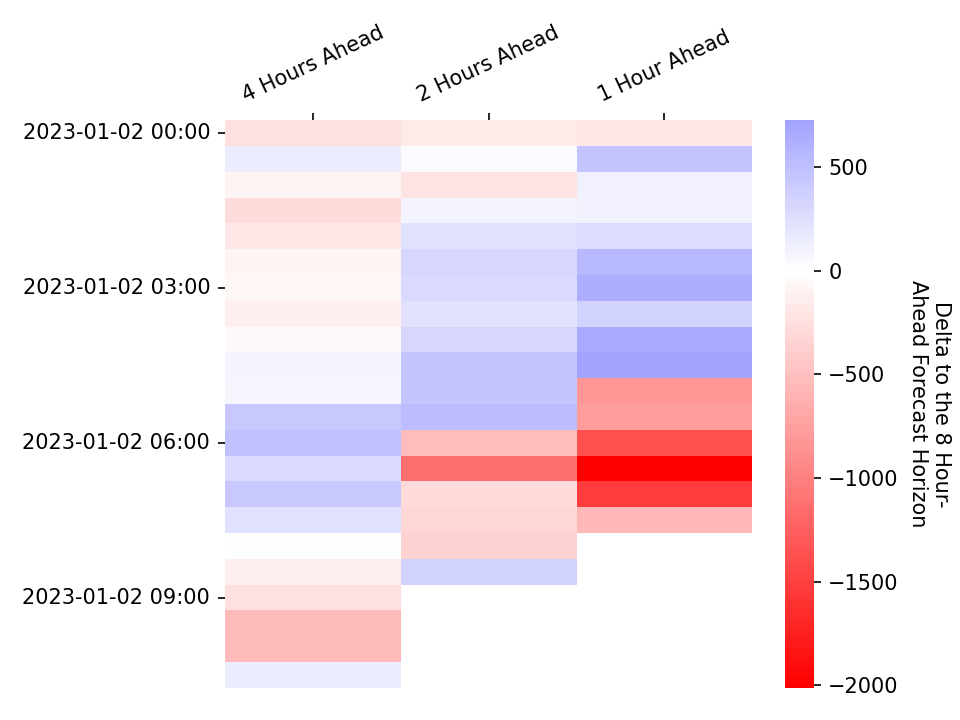 4 Hours Ahead
2 Hours Ahead
1 Hour Ahead
2023-01-02 00:00
2023-01-02 03:00
2023-01-02 06:00
2023-01-02 09:00
500
0
−500
−1000
−1500
−2000
Delta to the 8 Hour-
Ahead Forecast Horizon